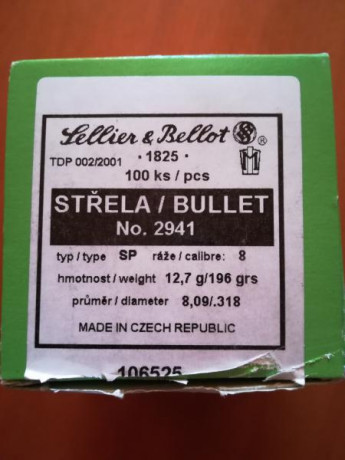 Sellier & Bellot ®
TDP 002/2001 · 1825 ·
100 ks / pcs
STŘELA / BULLET
No. 2941
typ / type SP ráže / calibre: 8
hmotnost / weight 12,7 g/196 grs
průměr / diameter 8,09/.318
MADE IN CZECH REPUBLIC
106525